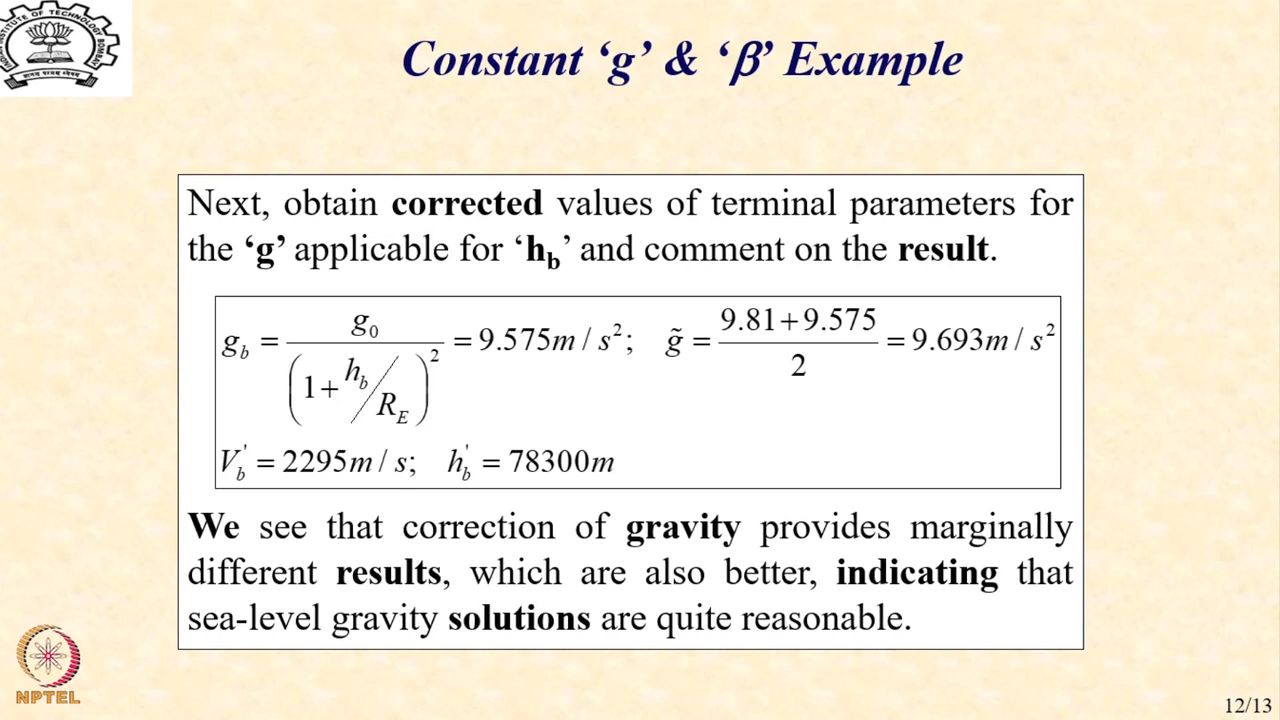 Constant ‘g’ & ‘β’ Example
Next, obtain corrected values of terminal parameters for
the ‘g’ applicable for ‘h_b’ and comment on the result.
g_b = g_0 / (1 + h_b / R_E)^2 = 9.575 m / s^2; g̃ = (9.81 + 9.575) / 2 = 9.693 m / s^2
V_b' = 2295 m / s; h_b' = 78300 m
We see that correction of gravity provides marginally
different results, which are also better, indicating that
sea-level gravity solutions are quite reasonable.
NPTEL
12/13